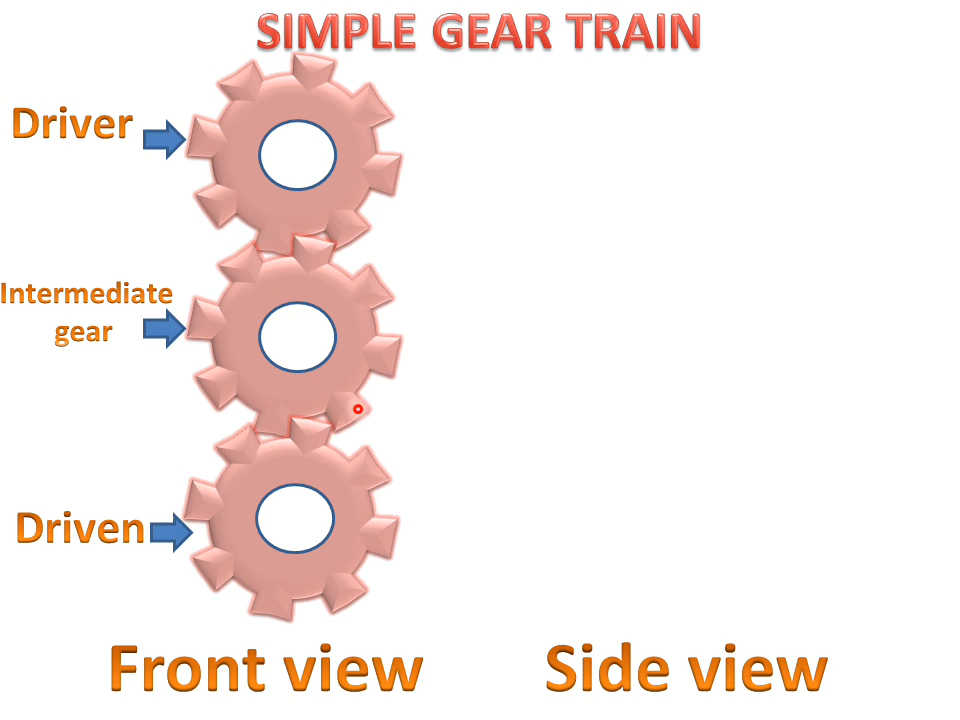 SIMPLE GEAR TRAIN
Driver
Intermediate
gear
Driven
Front view
Side view